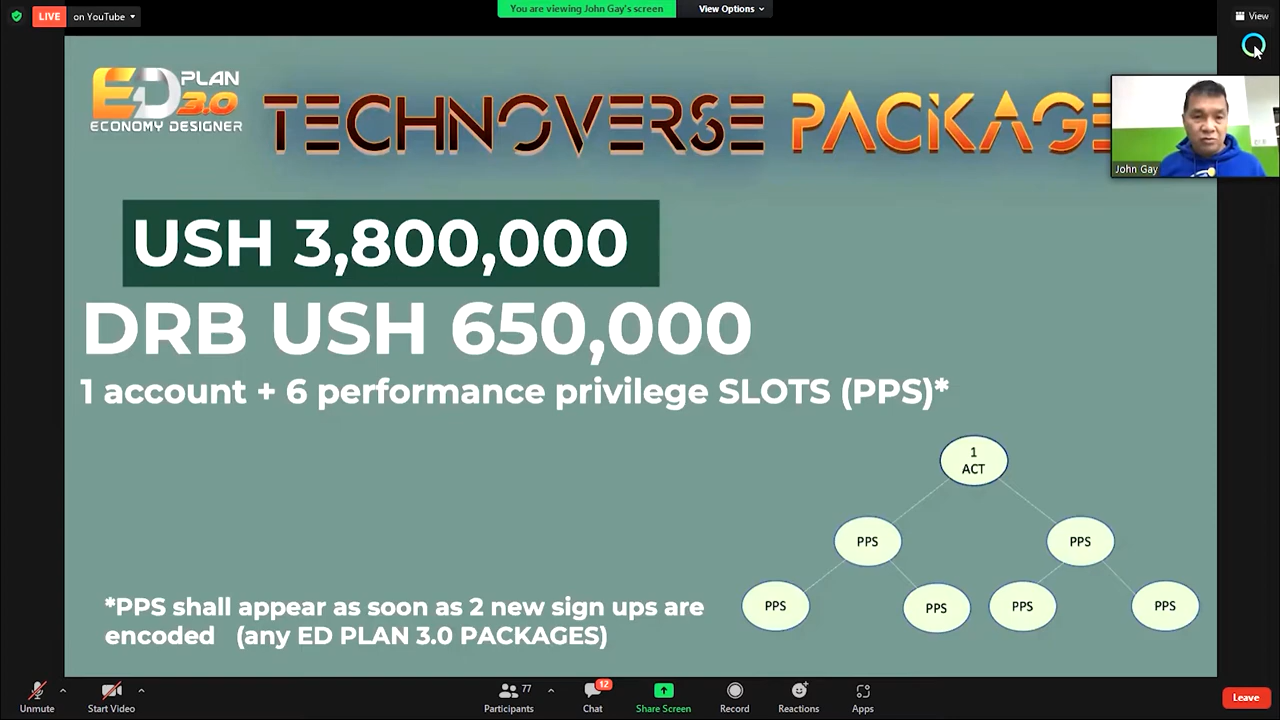 LIVE on YouTube
You are viewing John Gay's screen
View Options
View
ED PLAN 3.0
ECONOMY DESIGNER
TECHNOVERSE PACKAGE
John Gay
USH 3,800,000
DRB USH 650,000
1 account + 6 performance privilege SLOTS (PPS)*
1
ACT
PPS PPS
PPS PPS PPS PPS
*PPS shall appear as soon as 2 new sign ups are
encoded (any ED PLAN 3.0 PACKAGES)
77 12
Unmute Start Video Participants Chat Share Screen Record Reactions Apps Leave